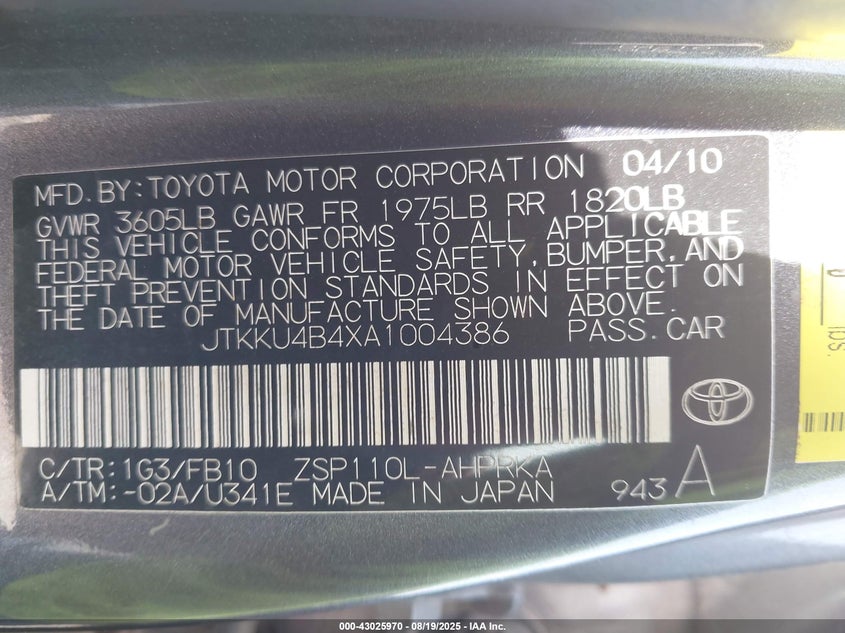 MFD.BY:TOYOTA MOTOR CORPORATION 04/10
GVWR 3605LB GAWR FR 1975LB RR 1820LB
THIS VEHICLE CONFORMS TO ALL APPLICABLE
FEDERAL MOTOR VEHICLE SAFETY,BUMPER,AND
THEFT PREVENTION STANDARDS IN EFFECT ON
THE DATE OF MANUFACTURE SHOWN ABOVE.
JTKKU4B4XA1004386 PASS.CAR
C/TR:1G3/FB10 ZSP110L-AHPRKA
A/TM:-02A/U341E MADE IN JAPAN 943 A
IDS.
000-43025970 - 08/19/2025 - IAA Inc.